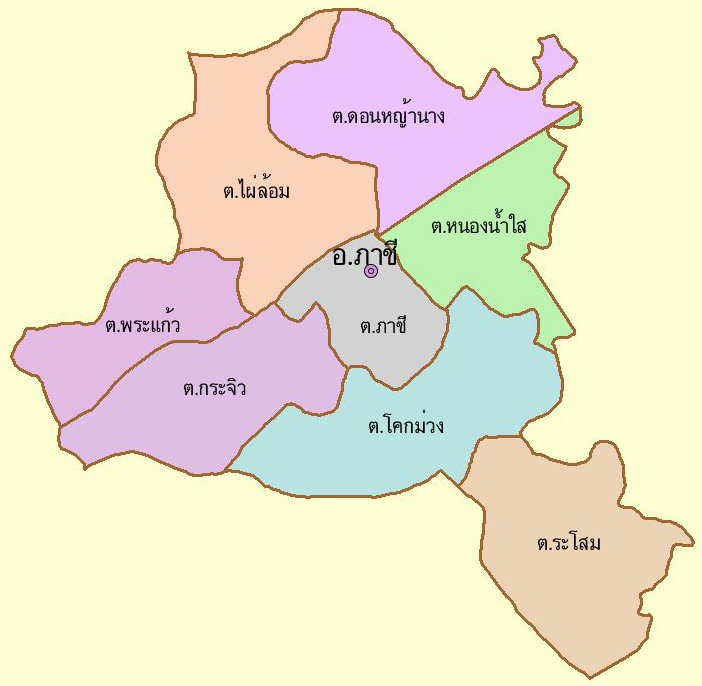 ต.ดอนหญ้านาง
ต.ไผ่ล้อม
ต.หนองน้ำใส
อ.ภาชี
ต.พระแก้ว
ต.ภาชี
ต.กระจิว
ต.โคกม่วง
ต.ระโสม